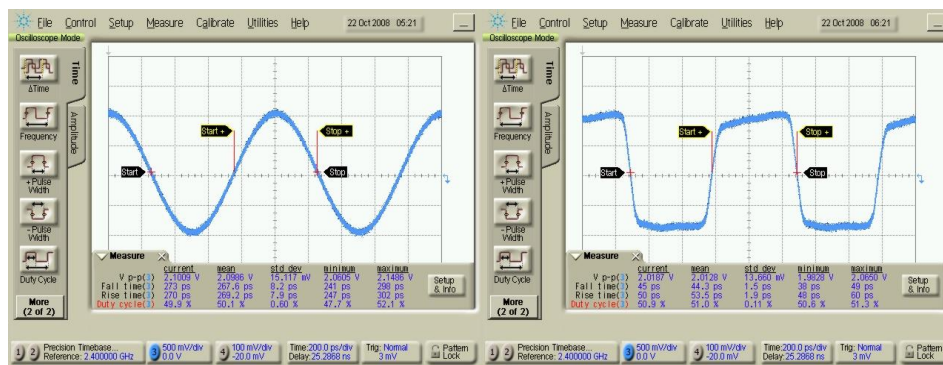 File Control Setup Measure Calibrate Utilities Help 22 Oct 2008 05:21
Oscilloscope Mode
Time
Amplitude
ΔTime
Frequency
+ Pulse
Width
- Pulse
Width
Duty Cycle
More
(2 of 2)
Start +
Stop +
Start
Stop
Measure
current mean std dev minimum maximum
V p-p(3) 2.1009 V 2.0986 V 15.117 mV 2.0605 V 2.1486 V
Fall time(3) 273 ps 267.6 ps 8.2 ps 241 ps 298 ps
Rise time(3) 270 ps 269.2 ps 7.9 ps 247 ps 302 ps
Duty cycle(3) 49.9 % 50.1 % 0.60 % 47.7 % 52.1 %
Setup
& Info
1 2 Precision Timebase...
Reference: 2.400000 GHz
3 500 mV/div
0.0 V
4 100 mV/div
-20.0 mV
Time:200.0 ps/div
Delay:25.2868 ns
Trig: Normal
3 mV
Pattern
Lock
File Control Setup Measure Calibrate Utilities Help 22 Oct 2008 06:21
Oscilloscope Mode
Time
Amplitude
ΔTime
Frequency
+ Pulse
Width
- Pulse
Width
Duty Cycle
More
(2 of 2)
Start +
Stop +
Start
Stop
Measure
current mean std dev minimum maximum
V p-p(3) 2.0187 V 2.0128 V 13.660 mV 1.9828 V 2.0650 V
Fall time(3) 45 ps 44.3 ps 1.5 ps 38 ps 49 ps
Rise time(3) 50 ps 53.5 ps 1.9 ps 48 ps 60 ps
Duty cycle(3) 50.9 % 51.0 % 0.11 % 50.6 % 51.3 %
Setup
& Info
1 2 Precision Timebase...
Reference: 2.400000 GHz
3 500 mV/div
0.0 V
4 100 mV/div
-20.0 mV
Time:200.0 ps/div
Delay:25.2868 ns
Trig: Normal
3 mV
Pattern
Lock